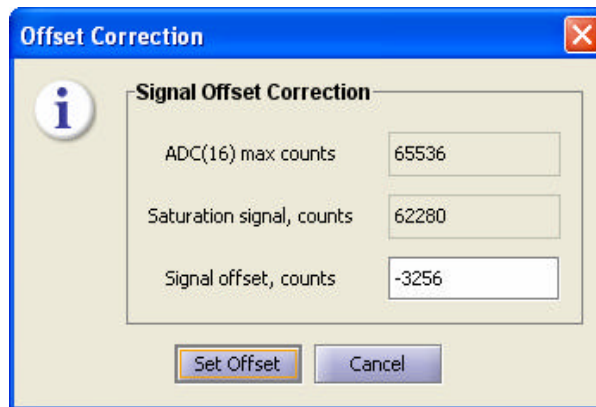 Offset Correction
Signal Offset Correction
ADC(16) max counts 65536
Saturation signal, counts 62280
Signal offset, counts -3256
Set Offset Cancel